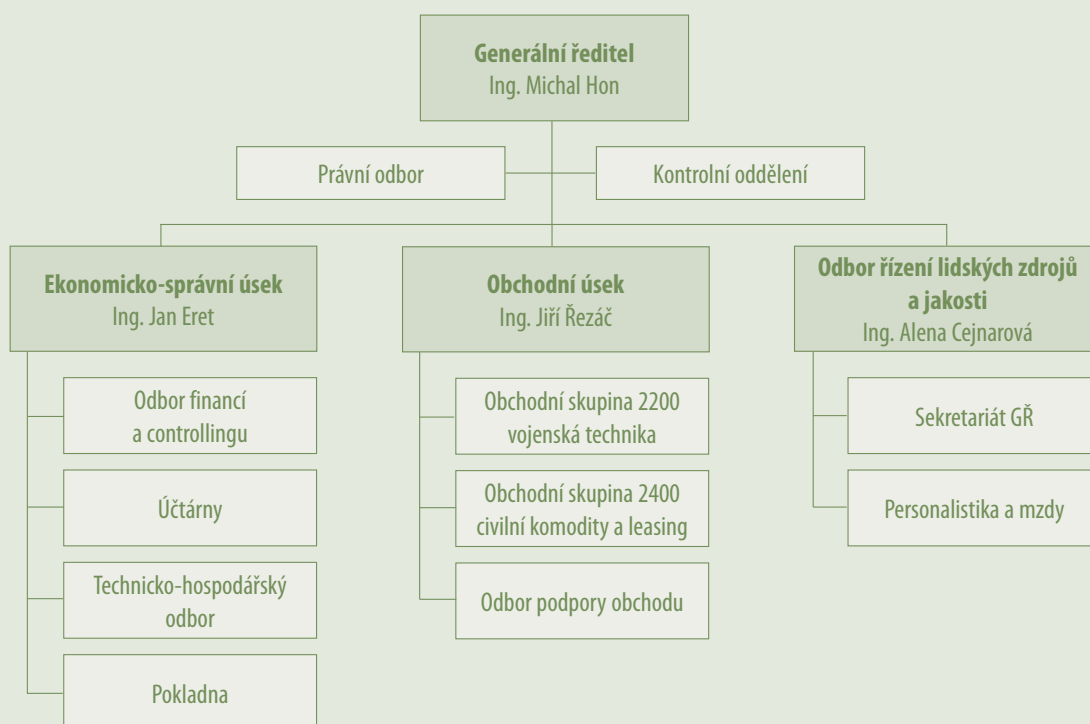 Generální ředitel
Ing. Michal Hon
Právní odbor
Kontrolní oddělení
Ekonomicko-správní úsek
Ing. Jan Eret
Obchodní úsek
Ing. Jiří Řezáč
Odbor řízení lidských zdrojů
a jakosti
Ing. Alena Cejnarová
Odbor financí
a controllingu
Účtárny
Technicko-hospodářský
odbor
Pokladna
Obchodní skupina 2200
vojenská technika
Obchodní skupina 2400
civilní komodity a leasing
Odbor podpory obchodu
Sekretariát GŘ
Personalistika a mzdy